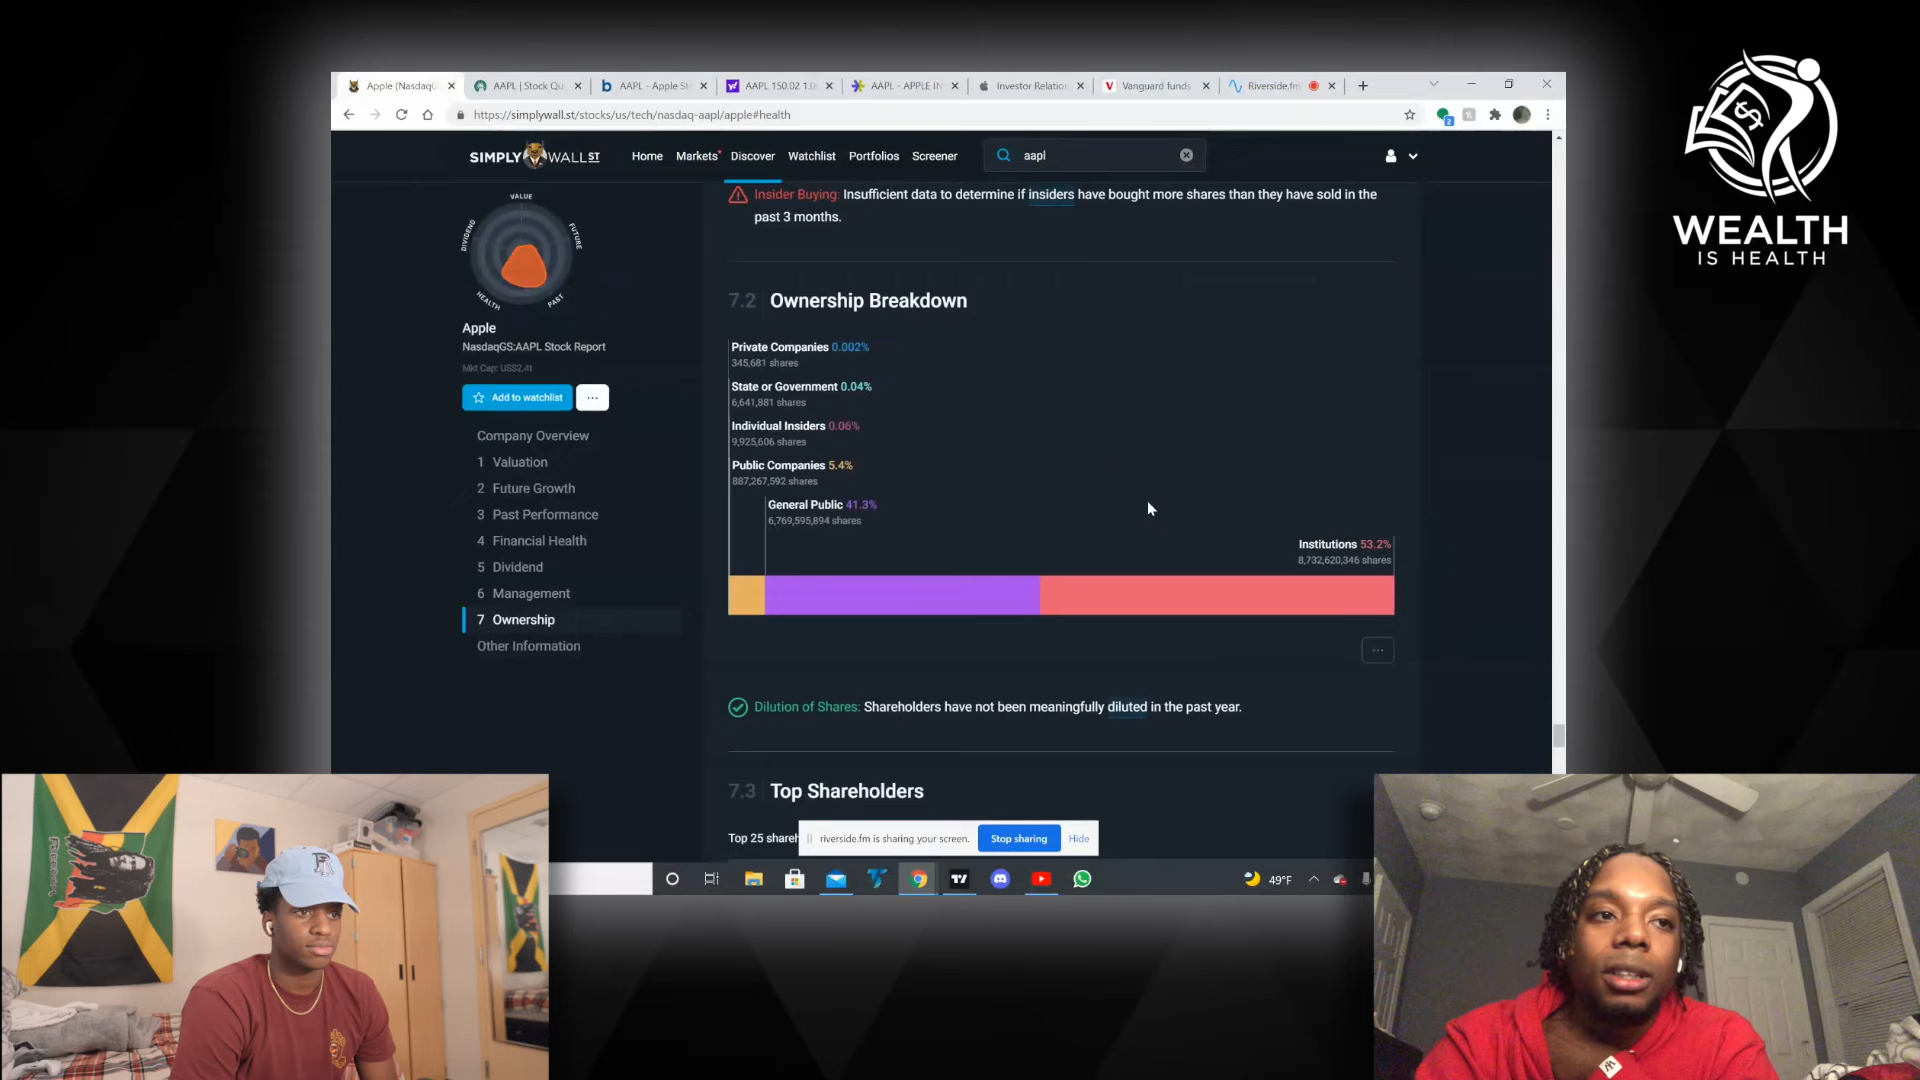 Apple (NasdaqG
AAPL | Stock Qu
AAPL - Apple St
AAPL 150.02 1.
AAPL - APPLE IN
Investor Relation
Vanguard funds
Riverside.fm
https://simplywall.st/stocks/us/tech/nasdaq-aapl/apple#health
2
SIMPLY WALL ST
Home
Markets
Discover
Watchlist
Portfolios
Screener
aapl
WEALTH
IS HEALTH
VALUE
FUTURE
PAST
HEALTH
DIVIDEND
Apple
NasdaqGS:AAPL Stock Report
Mkt Cap: US$2.4t
Add to watchlist
...
Company Overview
1 Valuation
2 Future Growth
3 Past Performance
4 Financial Health
5 Dividend
6 Management
7 Ownership
Other Information
Insider Buying: Insufficient data to determine if insiders have bought more shares than they have sold in the
past 3 months.
7.2 Ownership Breakdown
Private Companies 0.002%
345,681 shares
State or Government 0.04%
6,641,881 shares
Individual Insiders 0.06%
9,925,606 shares
Public Companies 5.4%
887,267,592 shares
General Public 41.3%
6,769,595,894 shares
Institutions 53.2%
8,732,620,346 shares
...
Dilution of Shares: Shareholders have not been meaningfully diluted in the past year.
7.3 Top Shareholders
Top 25 shareh
riverside.fm is sharing your screen.
Stop sharing
Hide
49°F